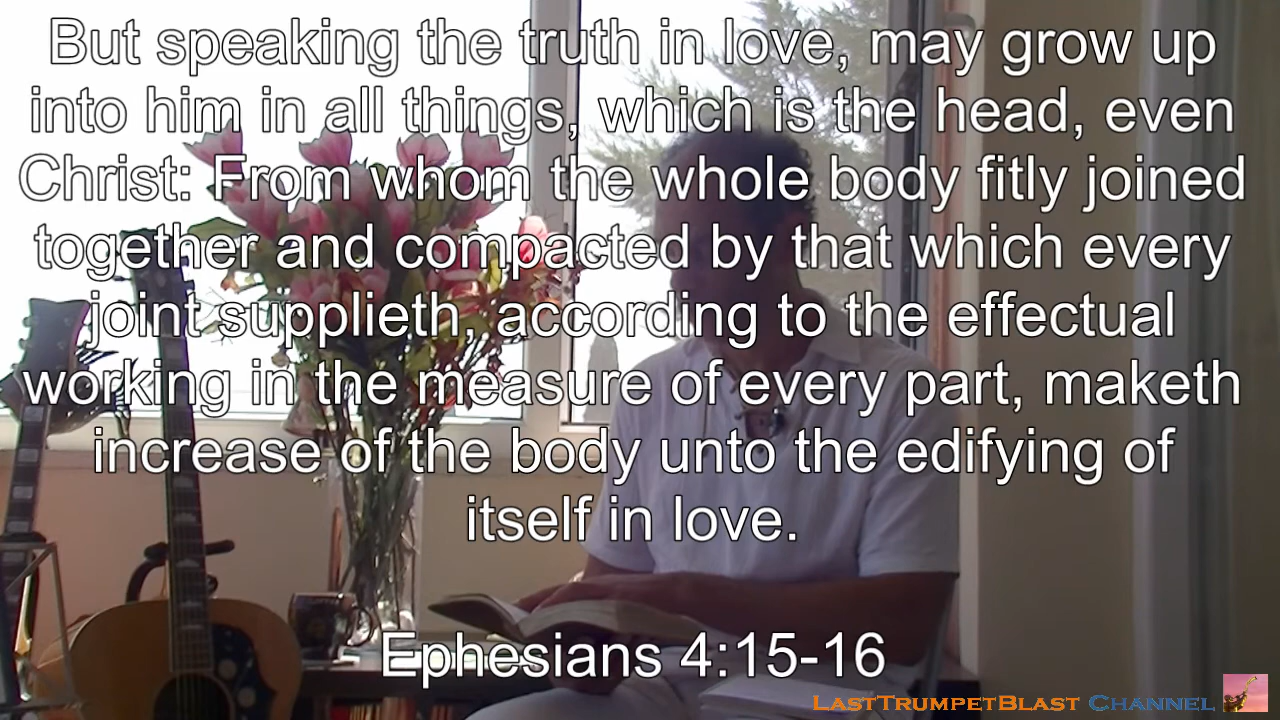 But speaking the truth in love, may grow up
into him in all things, which is the head, even
Christ: From whom the whole body fitly joined
together and compacted by that which every
joint supplieth, according to the effectual
working in the measure of every part, maketh
increase of the body unto the edifying of
itself in love.
Ephesians 4:15-16
LastTrumpetBlast Channel